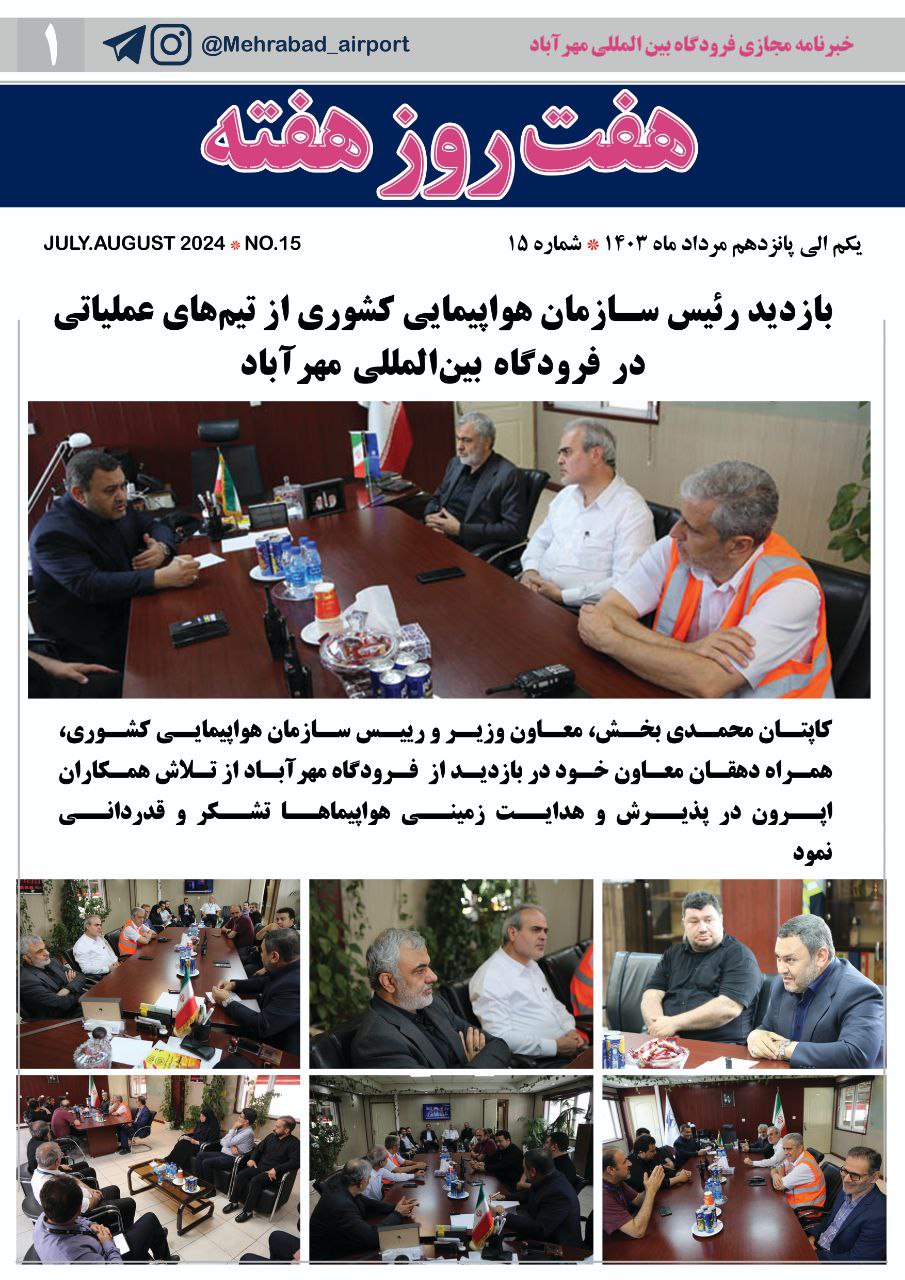 خبرنامه مجازی فرودگاه بین المللی مهرآباد
@Mehrabad_airport
۱
هفت روز هفته
یکم الی پانزدهم مرداد ماه ۱۴۰۳ * شماره ۱۵
JULY.AUGUST 2024 * NO.15
بازدید رئیس سازمان هواپیمایی کشوری از تیم‌های عملیاتی
در فرودگاه بین‌المللی مهرآباد
کاپتان محمدی بخش، معاون وزیر و رییس سازمان هواپیمایی کشوری،
همراه دهقان معاون خود در بازدید از فرودگاه مهرآباد از تلاش همکاران
اپرون در پذیرش و هدایت زمینی هواپیماها تشکر و قدردانی
نمود